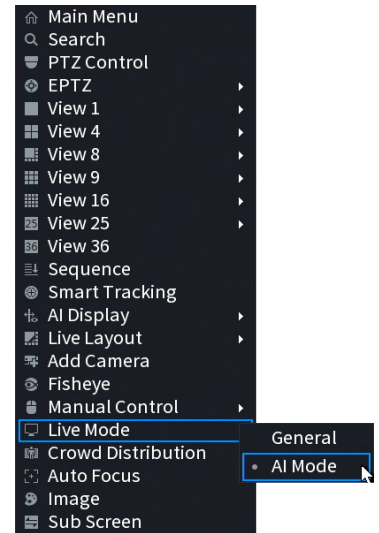 Main Menu
Search
PTZ Control
EPTZ
View 1
View 4
View 8
View 9
View 16
25 View 25
36 View 36
Sequence
Smart Tracking
AI Display
Live Layout
Add Camera
Fisheye
Manual Control
Live Mode
General
Crowd Distribution
AI Mode
Auto Focus
Image
Sub Screen